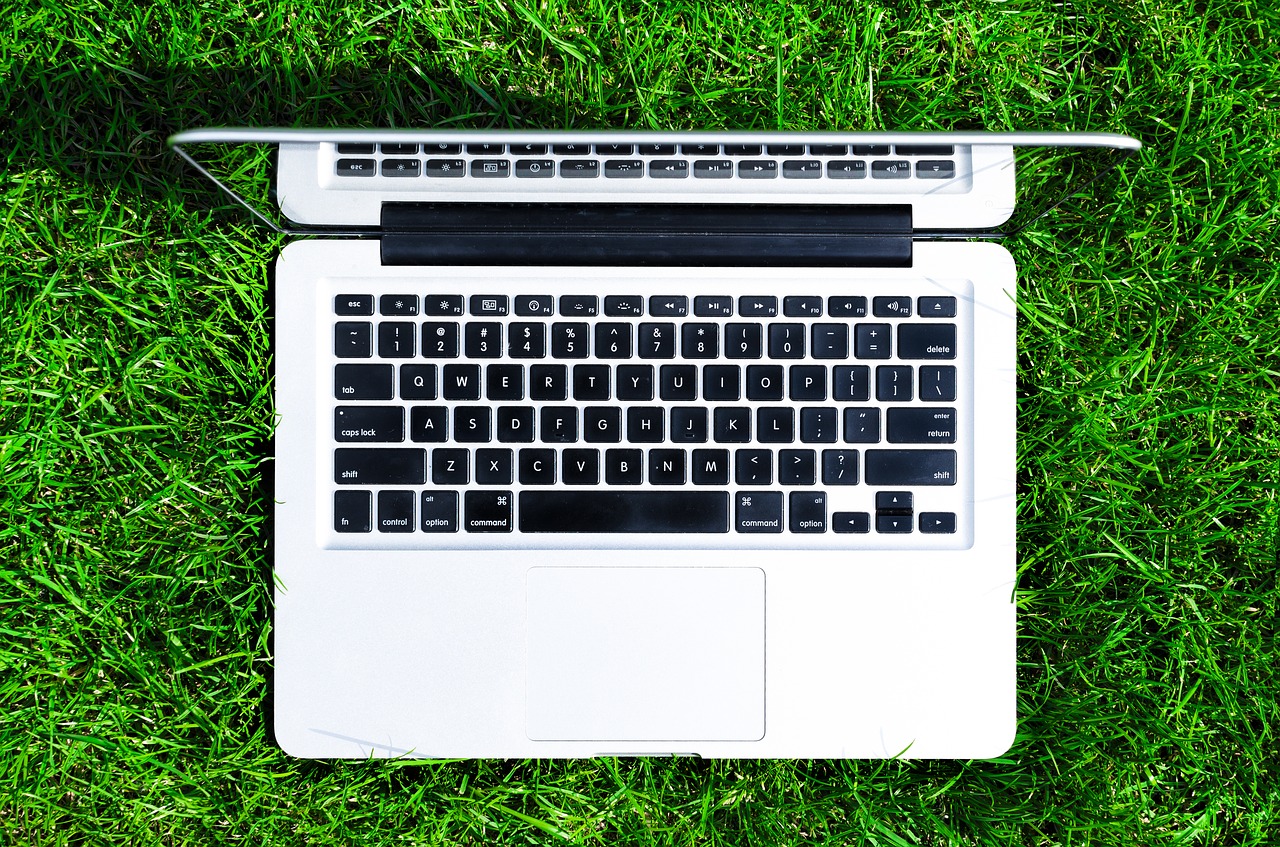 esc F1 F2 F3 F4 F5 F6 F7 F8 F9 F10 F11 F12
~ ! @ # $ % ^ & * ( ) - +
` 1 2 3 4 5 6 7 8 9 0 - = delete
tab Q W E R T Y U I O P { [ } ] | \
caps lock A S D F G H J K L : ; " ' enter return
shift Z X C V B N M < , > . ? / shift
fn control alt option ⌘ command ⌘ command alt option ◄ ▲ ▼ ►